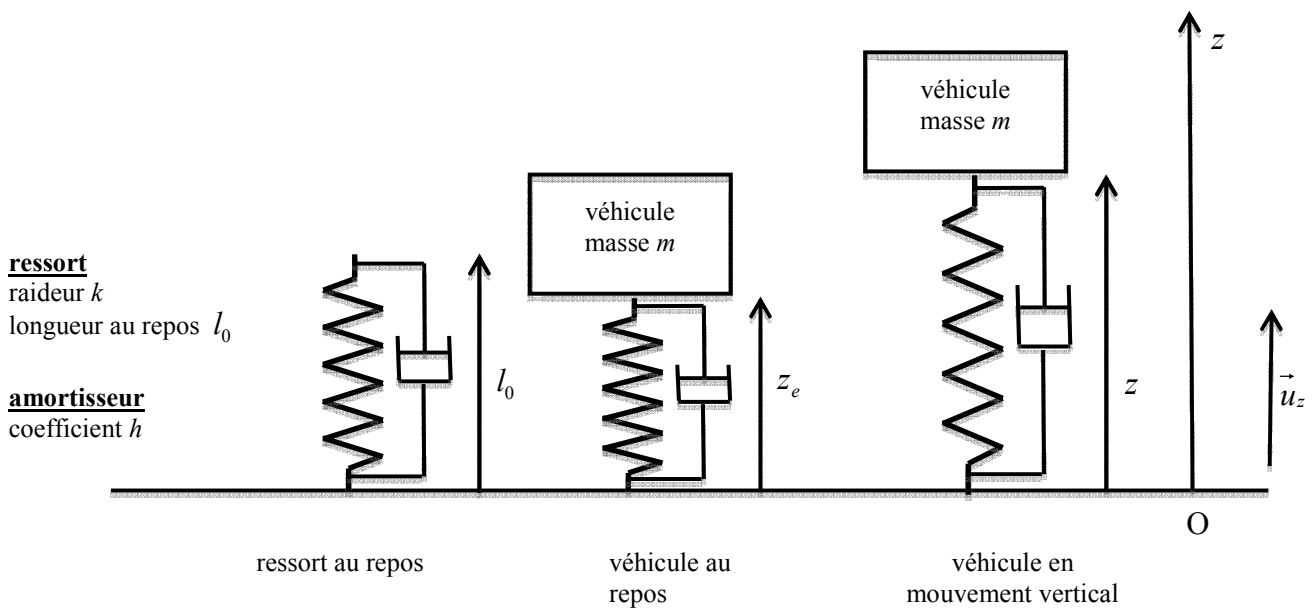 z
véhicule
masse m
véhicule
masse m
ressort
raideur k
longueur au repos l₀
amortisseur
coefficient h
l₀
zₑ
z
u⃗z
O
ressort au repos
véhicule au
repos
véhicule en
mouvement vertical